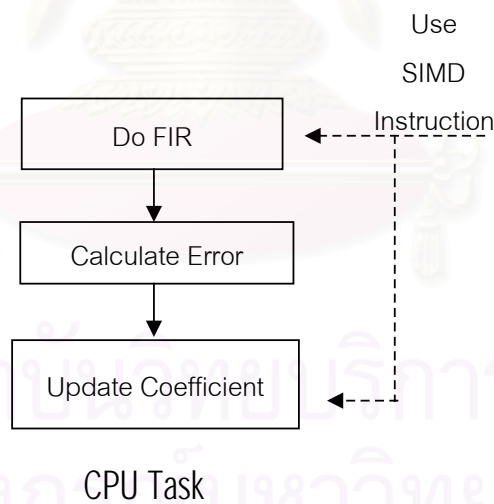 Use
SIMD
Instruction
Do FIR
Calculate Error
Update Coefficient
CPU Task